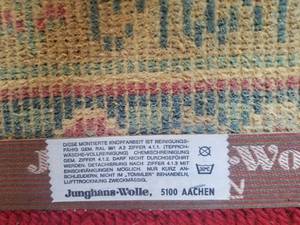 DIESE MONTIERTE KNÜPFARBEIT IST REINIGUNGS-
FÄHIG GEM. RAL 991 A3 ZIFFER 4.1.1. (TEPPICH-
WÄSCHE-VOLLREINIGUNG). CHEMISCHREINIGUNG
GEM. ZIFFER 4.1.2. DARF NICHT DURCHGEFÜHRT
WERDEN. DETACHIERUNG NACH ZIFFER 4.1.3 MIT
EINSCHRÄNKUNGEN MÖGLICH. NUR KURZ AN-
SCHLEUDERN, NICHT IM "TUMBLER" BEHANDELN,
LUFTTROCKNUNG ZWECKMÄSSIG.
Junghans-Wolle, 5100 AACHEN